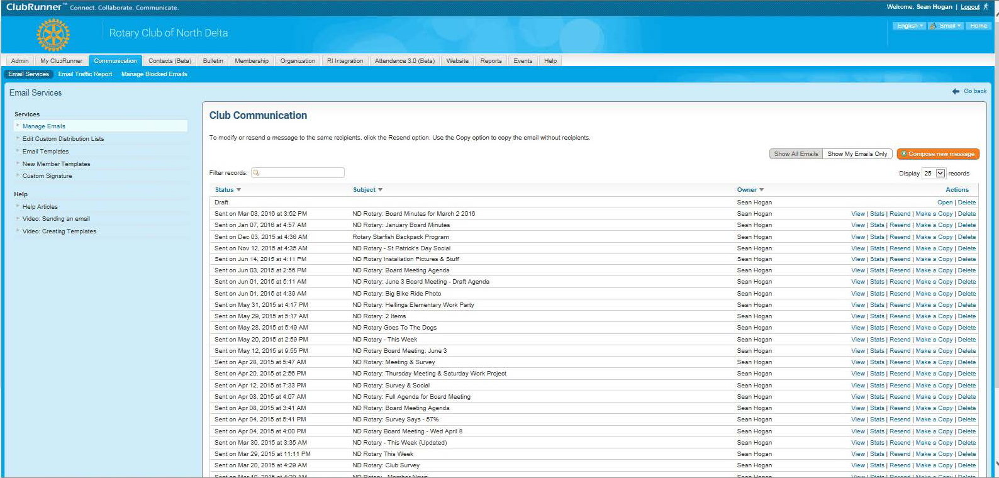 ClubRunner™ Connect. Collaborate. Communicate.
Welcome, Sean Hogan | Logout
Rotary Club of North Delta
English Small Home
Admin My ClubRunner Communication Contacts (Beta) Bulletin Membership Organization RI Integration Attendance 3.0 (Beta) Website Reports Events Help
Email Services Email Traffic Report Manage Blocked Emails
Email Services
Go back
Services
Manage Emails
Edit Custom Distribution Lists
Email Templates
New Member Templates
Custom Signature
Help
Help Articles
Video: Sending an email
Video: Creating Templates
Club Communication
To modify or resend a message to the same recipients, click the Resend option. Use the Copy option to copy the email without recipients.
Show All Emails Show My Emails Only Compose new message
Filter records: Display 25 records
Status Subject Owner Actions
Draft Sean Hogan Open | Delete
Sent on Mar 03, 2016 at 3:52 PM ND Rotary: Board Minutes for March 2 2016 Sean Hogan View | Stats | Resend | Make a Copy | Delete
Sent on Jan 07, 2016 at 4:57 AM ND Rotary: January Board Minutes Sean Hogan View | Stats | Resend | Make a Copy | Delete
Sent on Dec 03, 2015 at 4:36 AM Rotary Starfish Backpack Program Sean Hogan View | Stats | Resend | Make a Copy | Delete
Sent on Nov 12, 2015 at 4:35 AM ND Rotary - St Patrick's Day Social Sean Hogan View | Stats | Resend | Make a Copy | Delete
Sent on Jun 14, 2015 at 4:11 PM ND Rotary Installation Pictures & Stuff Sean Hogan View | Stats | Resend | Make a Copy | Delete
Sent on Jun 03, 2015 at 2:56 PM ND Rotary: Board Meeting Agenda Sean Hogan View | Stats | Resend | Make a Copy | Delete
Sent on Jun 01, 2015 at 5:11 AM ND Rotary: June 3 Board Meeting - Draft Agenda Sean Hogan View | Stats | Resend | Make a Copy | Delete
Sent on Jun 01, 2015 at 4:39 AM ND Rotary: Big Bike Ride Photo Sean Hogan View | Stats | Resend | Make a Copy | Delete
Sent on May 31, 2015 at 4:17 PM ND Rotary: Hellings Elementary Work Party Sean Hogan View | Stats | Resend | Make a Copy | Delete
Sent on May 29, 2015 at 5:17 AM ND Rotary: 2 Items Sean Hogan View | Stats | Resend | Make a Copy | Delete
Sent on May 28, 2015 at 5:49 AM ND Rotary Goes To The Dogs Sean Hogan View | Stats | Resend | Make a Copy | Delete
Sent on May 20, 2015 at 2:59 PM ND Rotary - This Week Sean Hogan View | Stats | Resend | Make a Copy | Delete
Sent on May 12, 2015 at 9:55 PM ND Rotary Board Meeting: June 3 Sean Hogan View | Stats | Resend | Make a Copy | Delete
Sent on Apr 28, 2015 at 5:47 AM ND Rotary: Meeting & Survey Sean Hogan View | Stats | Resend | Make a Copy | Delete
Sent on Apr 20, 2015 at 2:56 PM ND Rotary: Thursday Meeting & Saturday Work Project Sean Hogan View | Stats | Resend | Make a Copy | Delete
Sent on Apr 12, 2015 at 7:33 PM ND Rotary: Survey & Social Sean Hogan View | Stats | Resend | Make a Copy | Delete
Sent on Apr 08, 2015 at 4:07 AM ND Rotary: Full Agenda for Board Meeting Sean Hogan View | Stats | Resend | Make a Copy | Delete
Sent on Apr 08, 2015 at 3:41 AM ND Rotary: Board Meeting Agenda Sean Hogan View | Stats | Resend | Make a Copy | Delete
Sent on Apr 04, 2015 at 5:41 PM ND Rotary: Survey Says - 57% Sean Hogan View | Stats | Resend | Make a Copy | Delete
Sent on Apr 04, 2015 at 4:00 PM ND Rotary Board Meeting - Wed April 8 Sean Hogan View | Stats | Resend | Make a Copy | Delete
Sent on Mar 30, 2015 at 3:35 AM ND Rotary - This Week (Updated) Sean Hogan View | Stats | Resend | Make a Copy | Delete
Sent on Mar 29, 2015 at 11:11 PM ND Rotary This Week Sean Hogan View | Stats | Resend | Make a Copy | Delete
Sent on Mar 20, 2015 at 4:29 AM ND Rotary: Club Survey Sean Hogan View | Stats | Resend | Make a Copy | Delete
Sent on Mar 10, 2015 at 4:20 AM ND Rotary - Member News Sean Hogan View | Stats | Resend | Make a Copy | Delete